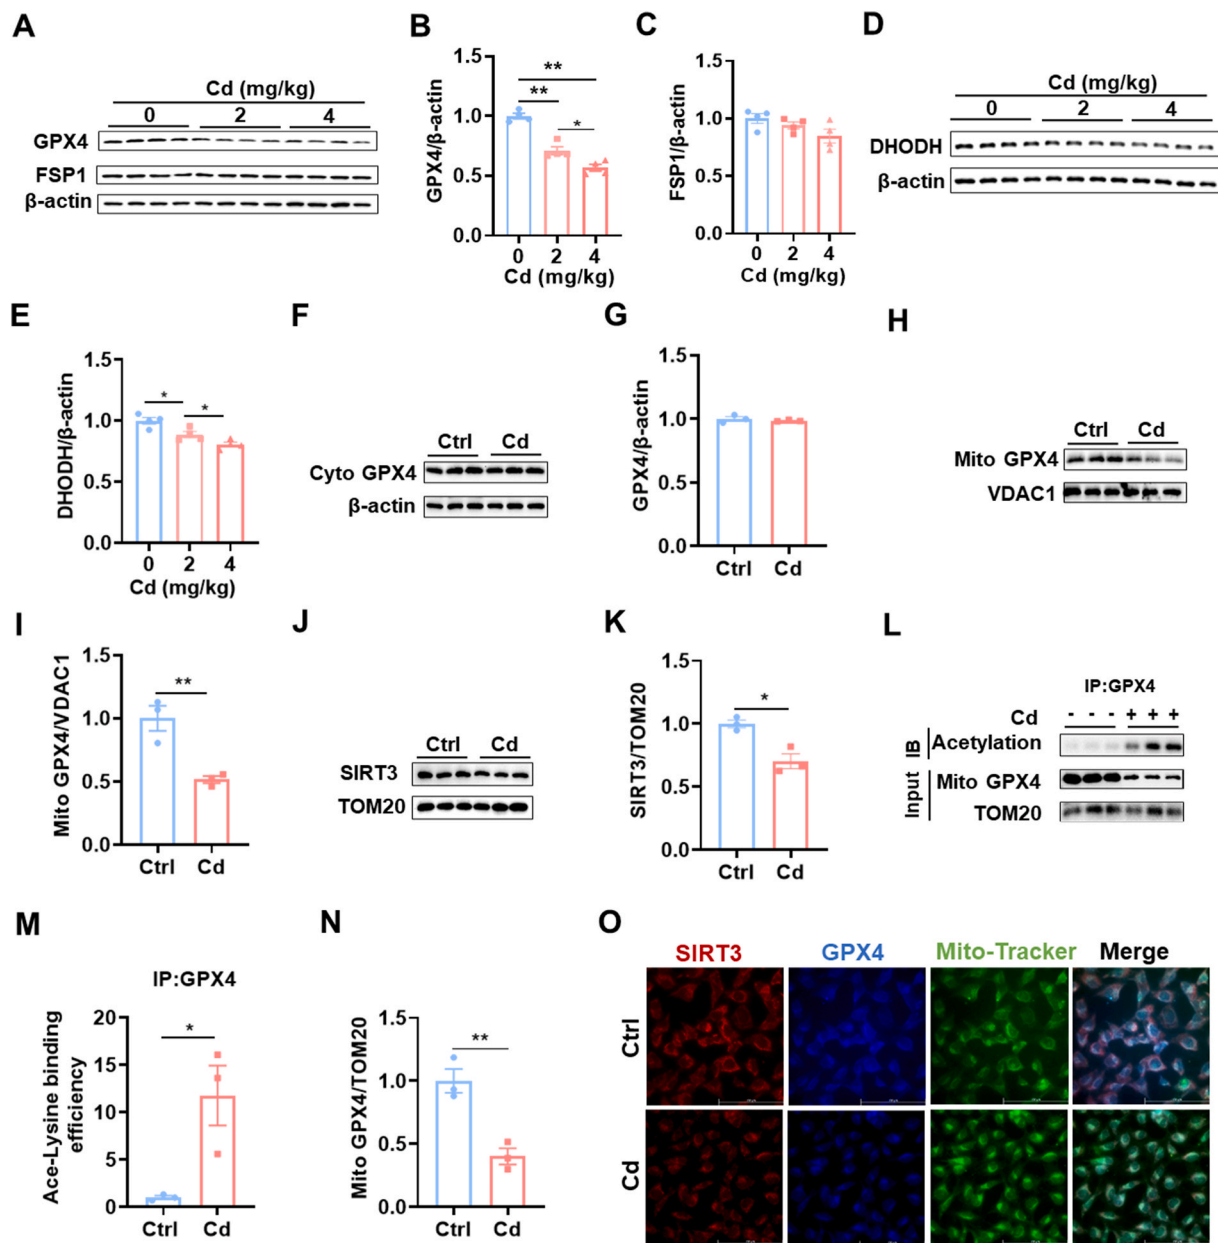 A
Cd (mg/kg)
0 2 4
GPX4
FSP1
β-actin
B
GPX4/β-actin
1.5
1.0
0.5
0.0
**
**
*
0 2 4
Cd (mg/kg)
C
FSP1/β-actin
1.5
1.0
0.5
0.0
0 2 4
Cd (mg/kg)
D
Cd (mg/kg)
0 2 4
DHODH
β-actin
E
DHODH/β-actin
1.5
1.0
0.5
0.0
* *
0 2 4
Cd (mg/kg)
F
Ctrl Cd
Cyto GPX4
β-actin
G
GPX4/β-actin
1.5
1.0
0.5
0.0
Ctrl Cd
H
Ctrl Cd
Mito GPX4
VDAC1
I
Mito GPX4/VDAC1
1.5
1.0
0.5
0.0
**
Ctrl Cd
J
Ctrl Cd
SIRT3
TOM20
K
SIRT3/TOM20
1.5
1.0
0.5
0.0
*
Ctrl Cd
L
IP:GPX4
Cd - - - + + +
IB
Acetylation
Input
Mito GPX4
TOM20
M
IP:GPX4
Ace-Lysine binding
efficiency
20
15
10
5
0
*
Ctrl Cd
N
Mito GPX4/TOM20
1.5
1.0
0.5
0.0
**
Ctrl Cd
O
SIRT3 GPX4 Mito-Tracker Merge
Ctrl
Cd